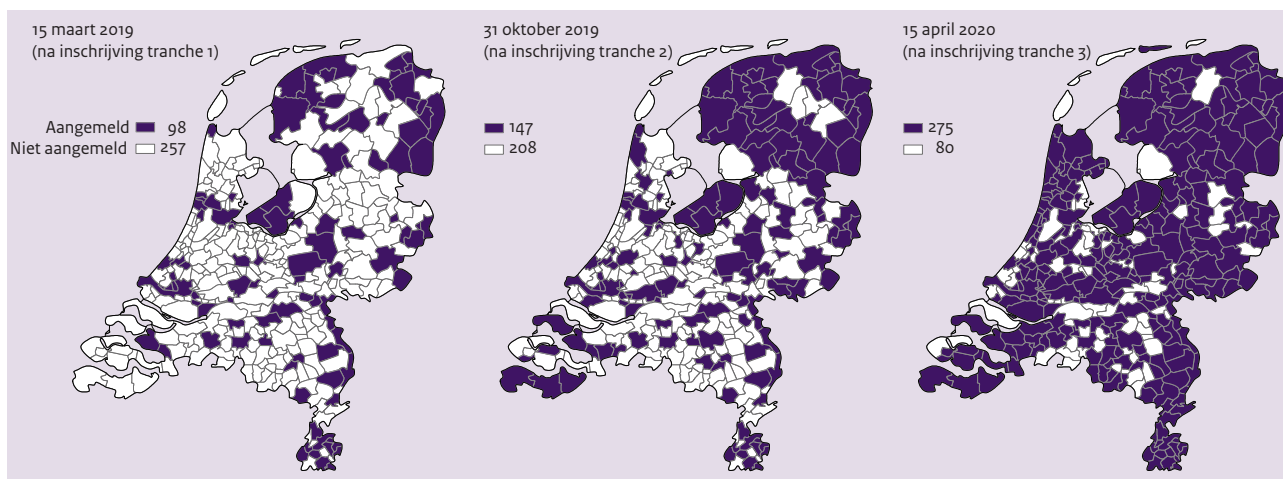 15 maart 2019
(na inschrijving tranche 1)
Aangemeld 98
Niet aangemeld 257
31 oktober 2019
(na inschrijving tranche 2)
147
208
15 april 2020
(na inschrijving tranche 3)
275
80